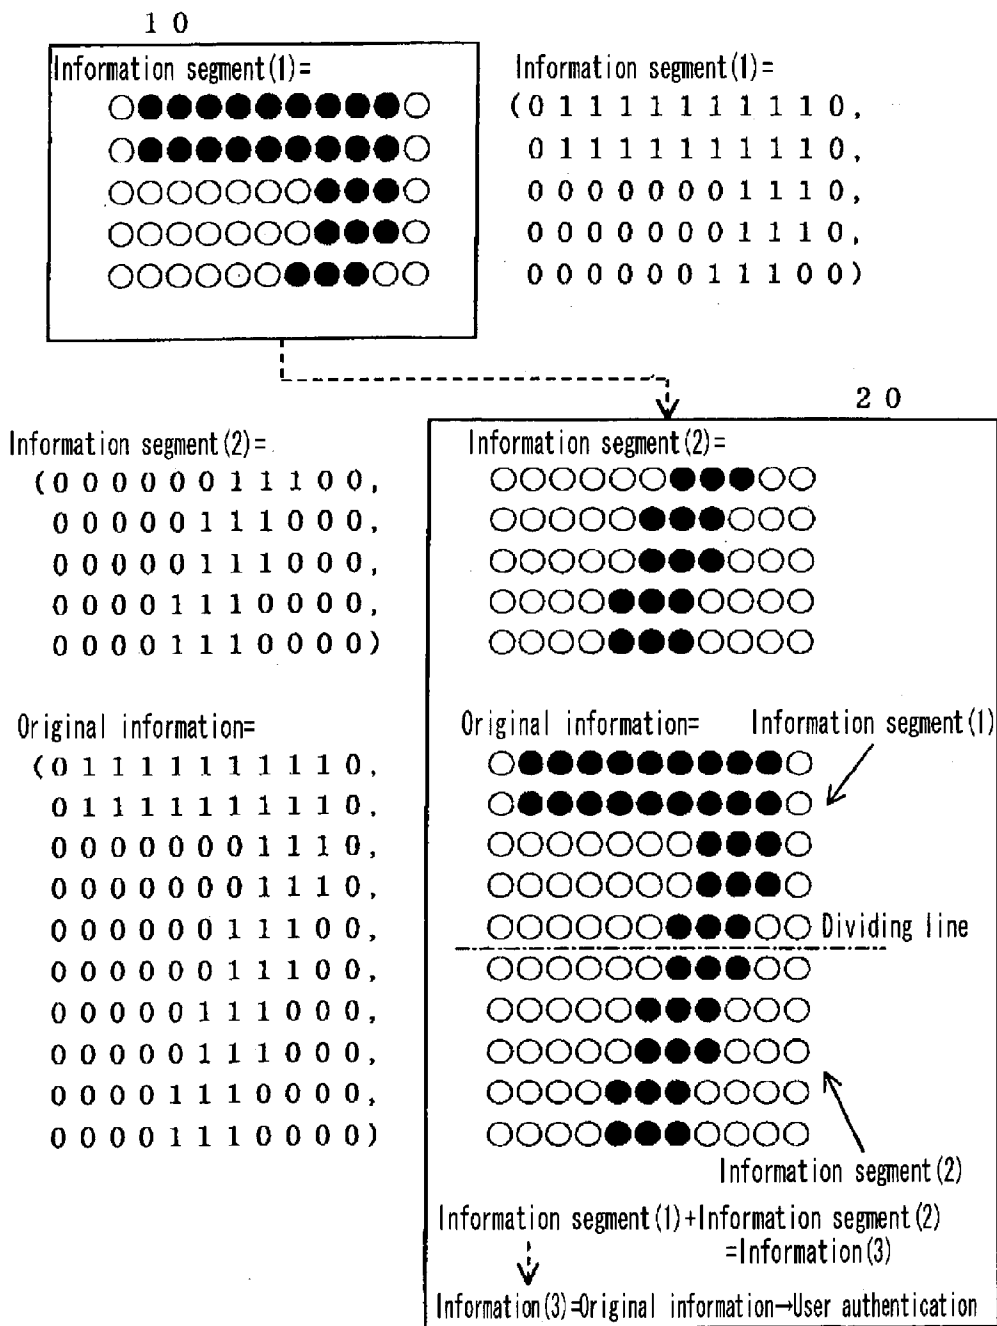 1 0
Information segment(1)=
Information segment(1)=
(0 1 1 1 1 1 1 1 1 1 0,
0 1 1 1 1 1 1 1 1 1 0,
0 0 0 0 0 0 0 1 1 1 0,
0 0 0 0 0 0 0 1 1 1 0,
0 0 0 0 0 0 1 1 1 0 0)
2 0
Information segment(2)=
(0 0 0 0 0 0 1 1 1 0 0,
0 0 0 0 0 1 1 1 0 0 0,
0 0 0 0 0 1 1 1 0 0 0,
0 0 0 0 1 1 1 0 0 0 0,
0 0 0 0 1 1 1 0 0 0 0)
Information segment(2)=
Original information=
(0 1 1 1 1 1 1 1 1 1 0,
0 1 1 1 1 1 1 1 1 1 0,
0 0 0 0 0 0 0 1 1 1 0,
0 0 0 0 0 0 0 1 1 1 0,
0 0 0 0 0 0 1 1 1 0 0,
0 0 0 0 0 0 1 1 1 0 0,
0 0 0 0 0 1 1 1 0 0 0,
0 0 0 0 0 1 1 1 0 0 0,
0 0 0 0 1 1 1 0 0 0 0,
0 0 0 0 1 1 1 0 0 0 0)
Original information=
Information segment(1)
Dividing line
Information segment(2)
Information segment(1)+Information segment(2)
=Information(3)
Information(3)=Original information→User authentication